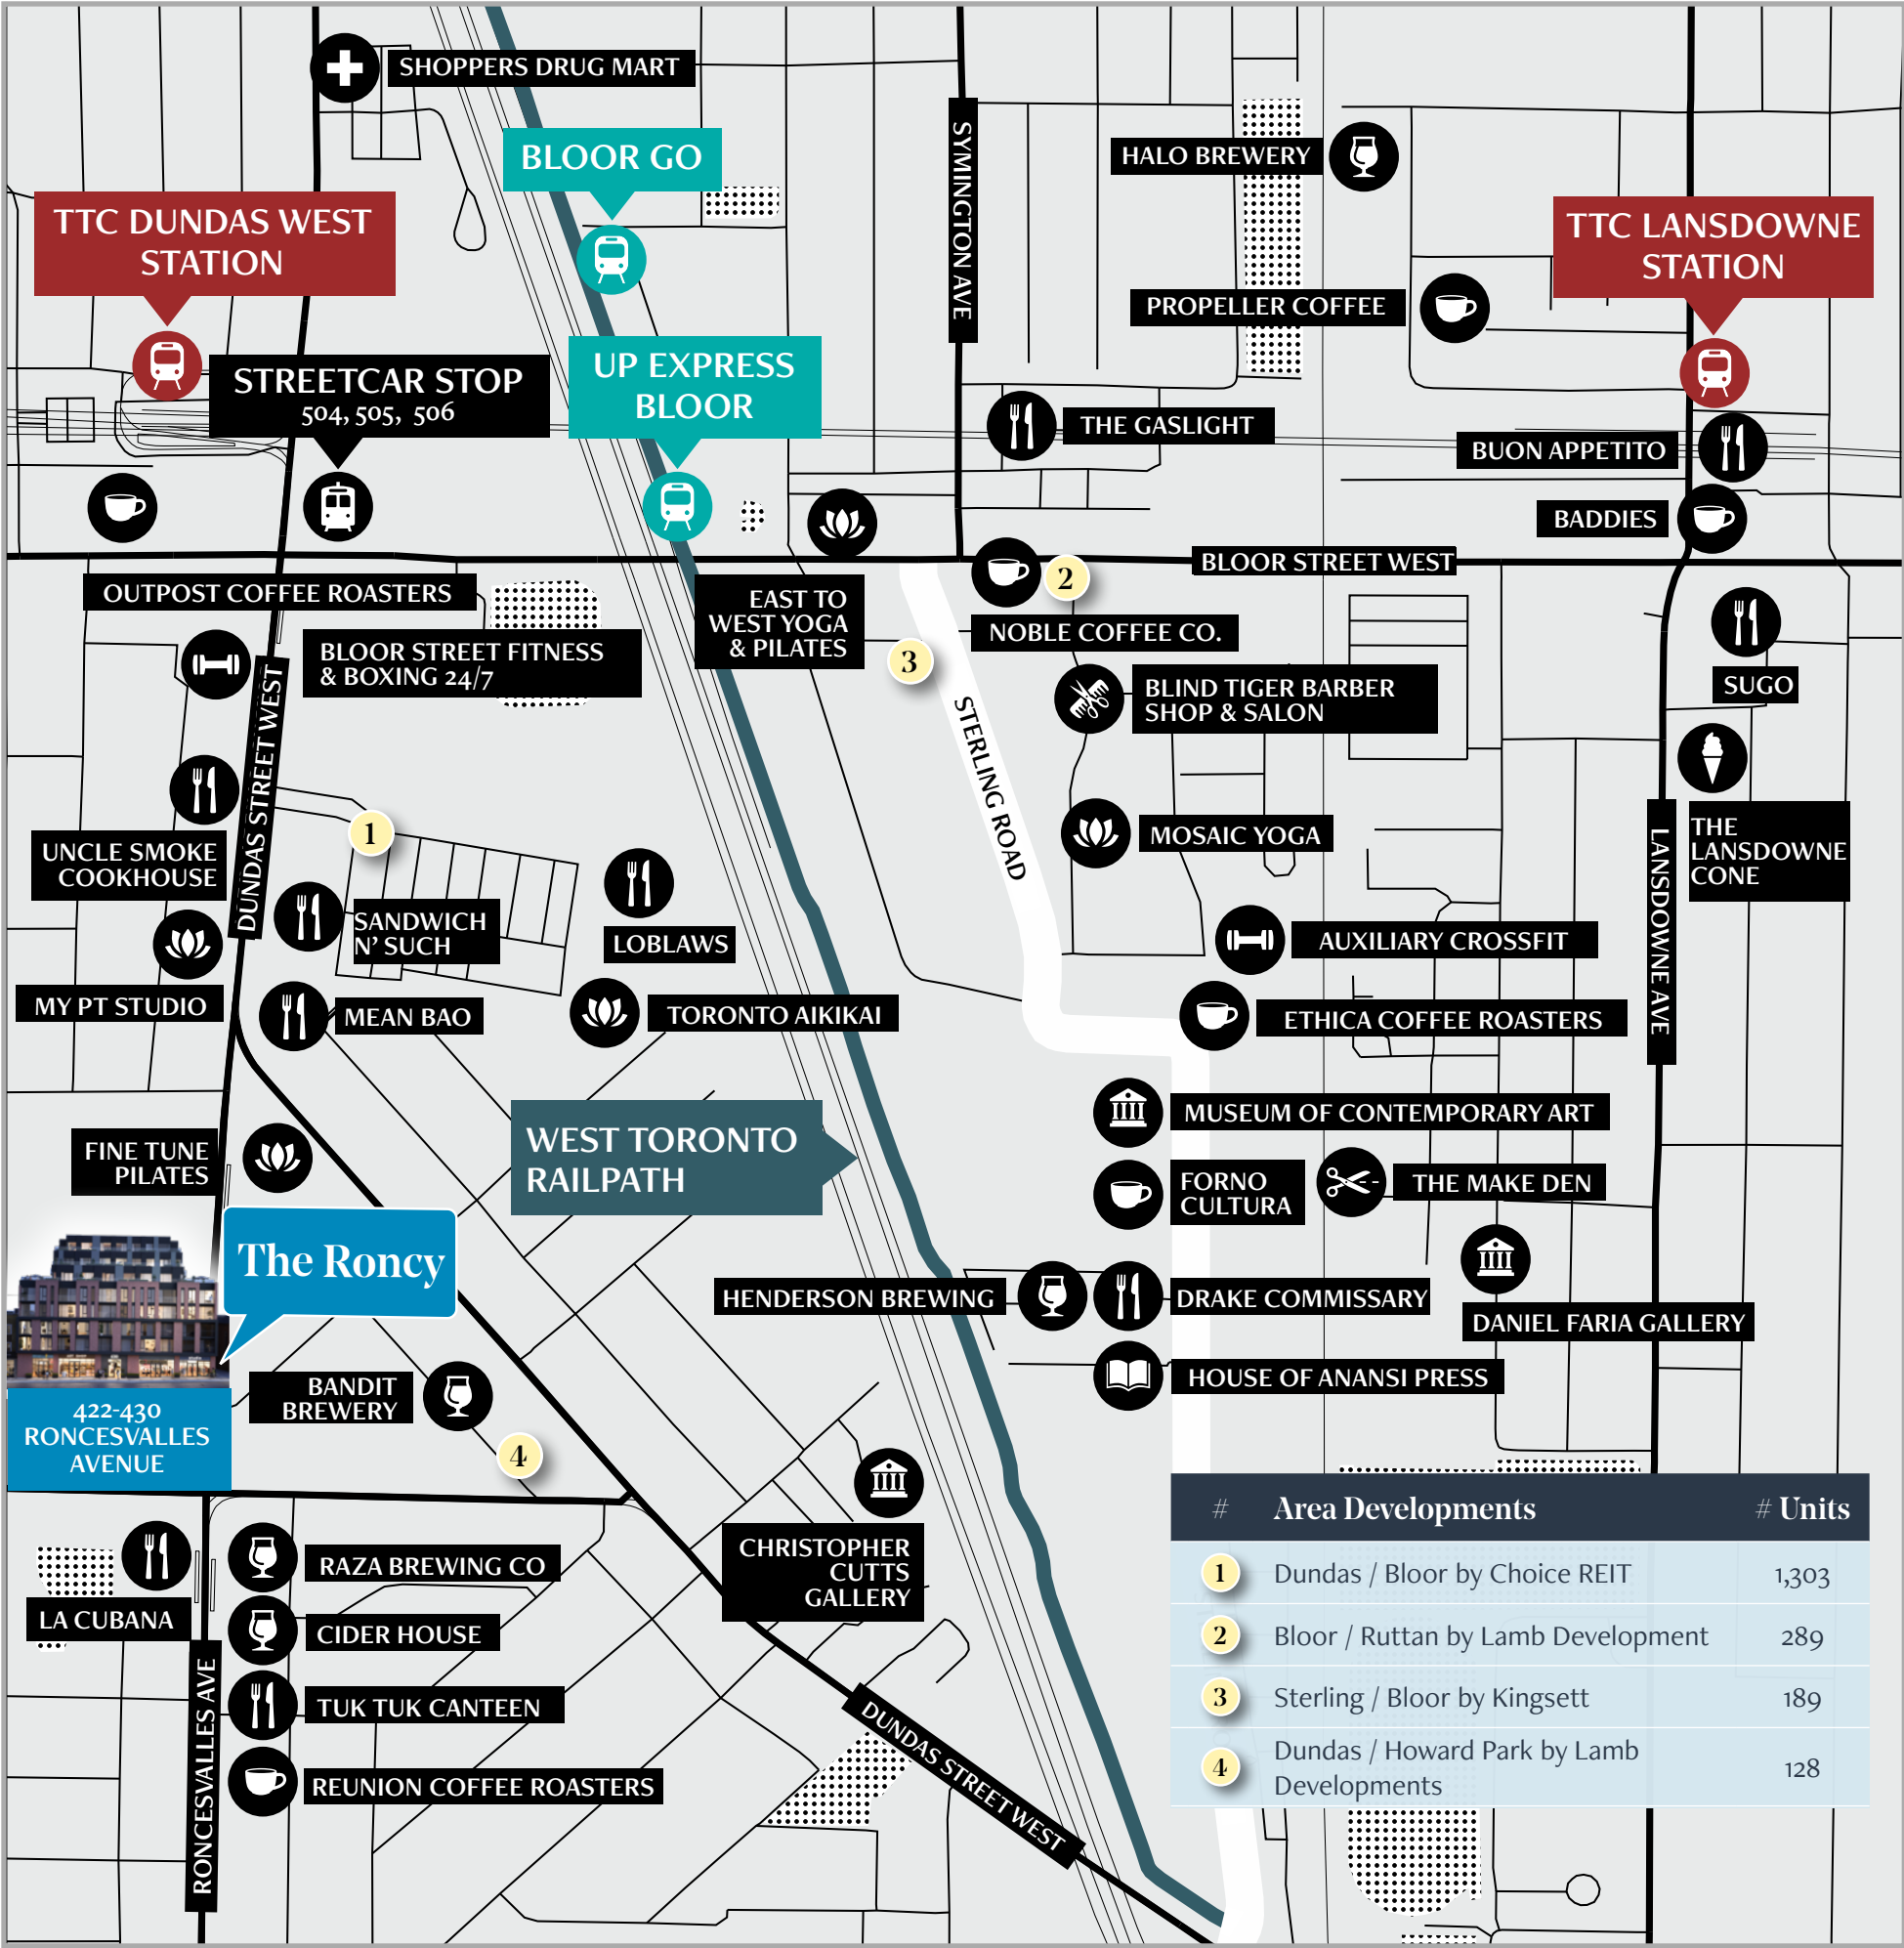 SHOPPERS DRUG MART
BLOOR GO
SYMINGTON AVE
HALO BREWERY
TTC DUNDAS WEST
STATION
TTC LANSDOWNE
STATION
PROPELLER COFFEE
STREETCAR STOP
504, 505, 506
UP EXPRESS
BLOOR
THE GASLIGHT
BUON APPETITO
BADDIES
BLOOR STREET WEST
OUTPOST COFFEE ROASTERS
2
EAST TO
WEST YOGA
& PILATES
NOBLE COFFEE CO.
BLOOR STREET FITNESS
& BOXING 24/7
3
BLIND TIGER BARBER
SHOP & SALON
SUGO
DUNDAS STREET WEST
STERLING ROAD
1
UNCLE SMOKE
COOKHOUSE
MOSAIC YOGA
LANSDOWNE AVE
THE
LANSDOWNE
CONE
SANDWICH
N' SUCH
LOBLAWS
AUXILIARY CROSSFIT
MY PT STUDIO
MEAN BAO
TORONTO AIKIKAI
ETHICA COFFEE ROASTERS
MUSEUM OF CONTEMPORARY ART
WEST TORONTO
RAILPATH
FINE TUNE
PILATES
FORNO
CULTURA
THE MAKE DEN
The Roncy
HENDERSON BREWING
DRAKE COMMISSARY
DANIEL FARIA GALLERY
HOUSE OF ANANSI PRESS
BANDIT
BREWERY
422-430
RONCESVALLES
AVENUE
4
CHRISTOPHER
CUTTS
GALLERY
RAZA BREWING CO
LA CUBANA
CIDER HOUSE
RONCESVALLES AVE
TUK TUK CANTEEN
REUNION COFFEE ROASTERS
DUNDAS STREET WEST
# Area Developments # Units
1 Dundas / Bloor by Choice REIT 1,303
2 Bloor / Ruttan by Lamb Development 289
3 Sterling / Bloor by Kingsett 189
4 Dundas / Howard Park by Lamb
Developments 128